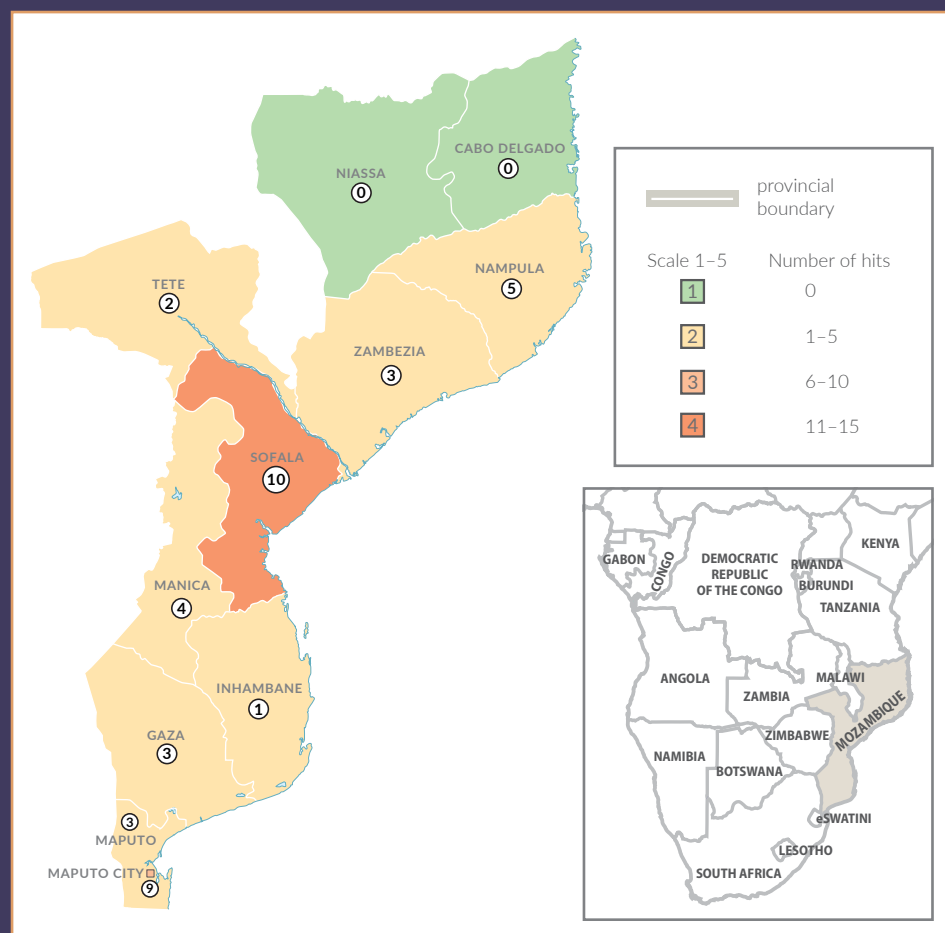 CABO DELGADO
0
NIASSA
0
NAMPULA
5
TETE
2
ZAMBEZIA
3
SOFALA
10
MANICA
4
INHAMBANE
1
GAZA
3
3
MAPUTO
MAPUTO CITY
9
provincial
boundary
Scale 1–5 Number of hits
1 0
2 1–5
3 6–10
4 11–15
GABON
CONGO
DEMOCRATIC
REPUBLIC
OF THE CONGO
RWANDA
BURUNDI
KENYA
TANZANIA
ANGOLA
ZAMBIA
MALAWI
MOZAMBIQUE
ZIMBABWE
NAMIBIA
BOTSWANA
eSWATINI
LESOTHO
SOUTH AFRICA